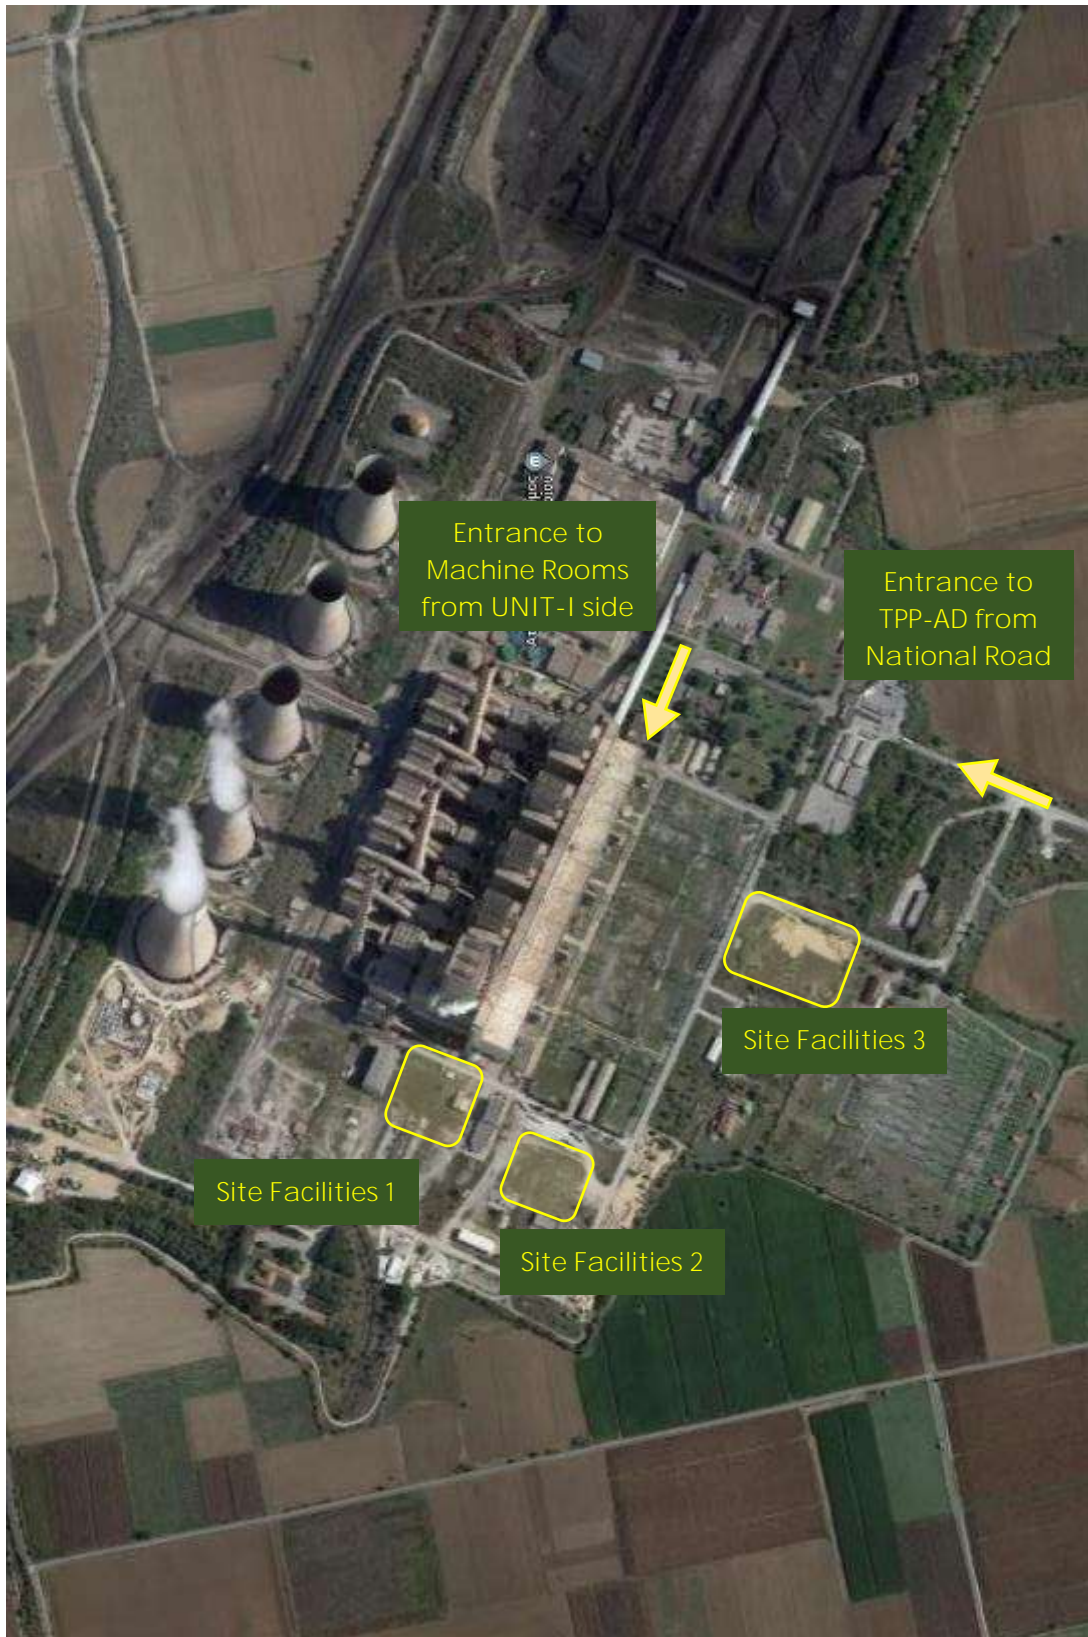 Entrance to
Machine Rooms
from UNIT-I side
Entrance to
TPP-AD from
National Road
Site Facilities 3
Site Facilities 1
Site Facilities 2